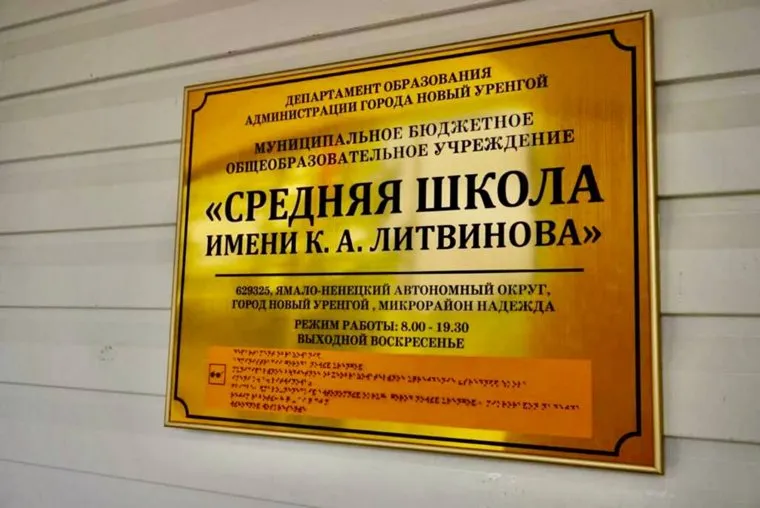 ДЕПАРТАМЕНТ ОБРАЗОВАНИЯ
АДМИНИСТРАЦИИ ГОРОДА НОВЫЙ УРЕНГОЙ
МУНИЦИПАЛЬНОЕ БЮДЖЕТНОЕ
ОБЩЕОБРАЗОВАТЕЛЬНОЕ УЧРЕЖДЕНИЕ
«СРЕДНЯЯ ШКОЛА
ИМЕНИ К. А. ЛИТВИНОВА»
629325, ЯМАЛО-НЕНЕЦКИЙ АВТОНОМНЫЙ ОКРУГ,
ГОРОД НОВЫЙ УРЕНГОЙ , МИКРОРАЙОН НАДЕЖДА
РЕЖИМ РАБОТЫ: 8.00 - 19.30
ВЫХОДНОЙ ВОСКРЕСЕНЬЕ